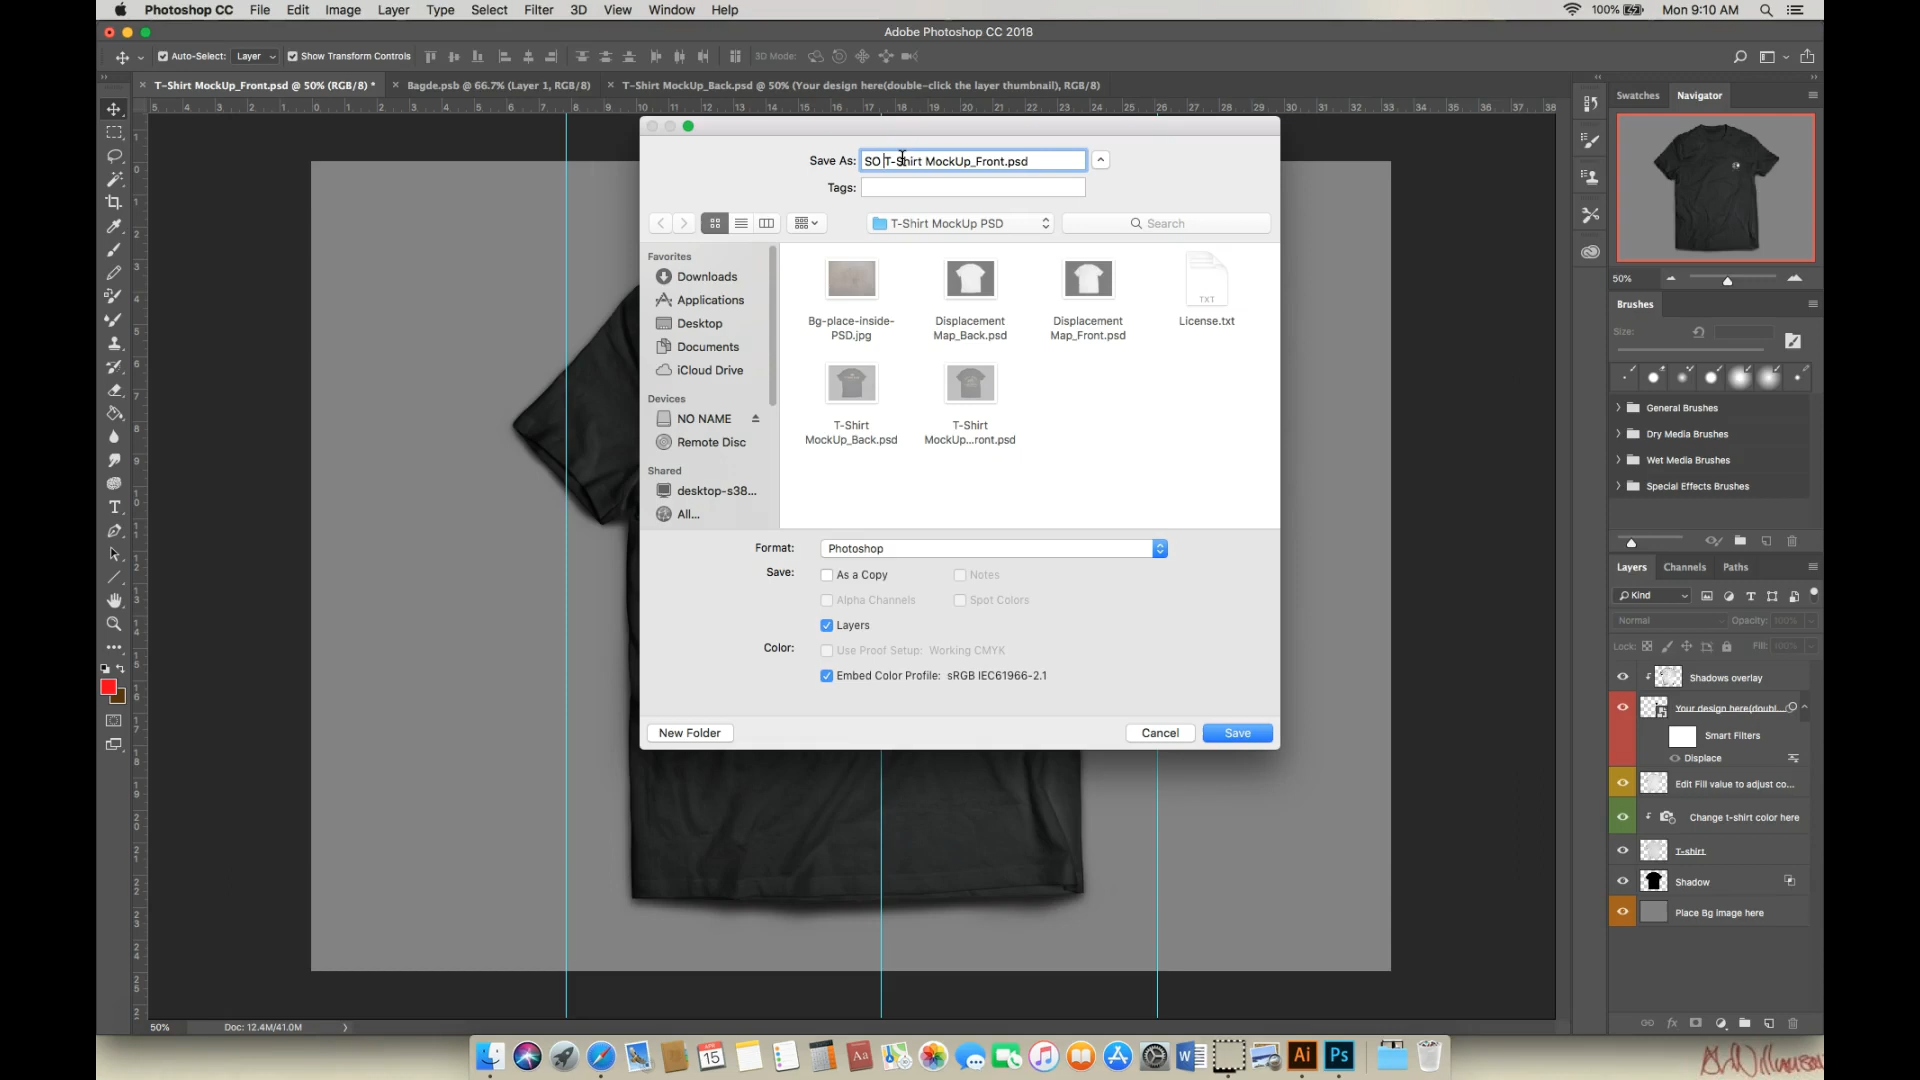 Photoshop CC File Edit Image Layer Type Select Filter 3D View Window Help 100% Mon 9:10 AM
Adobe Photoshop CC 2018
Auto-Select: Layer Show Transform Controls 3D Mode:
T-Shirt MockUp_Front.psd @ 50% (RGB/8) * Bagde.psb @ 66.7% (Layer 1, RGB/8) T-Shirt MockUp_Back.psd @ 50% (Your design here(double-click the layer thumbnail), RGB/8)
Swatches Navigator
50%
Brushes
Size:
General Brushes
Dry Media Brushes
Wet Media Brushes
Special Effects Brushes
Layers Channels Paths
Kind
Normal Opacity: 100%
Lock: Fill: 100%
Shadows overlay
Your design here(doubl...
Smart Filters
Displace
Edit Fill value to adjust co...
Change t-shirt color here
T-shirt
Shadow
Place Bg image here
Save As: SO T-Shirt MockUp_Front.psd
Tags:
T-Shirt MockUp PSD Search
Favorites
Downloads
Applications
Desktop
Documents
iCloud Drive
Devices
NO NAME
Remote Disc
Shared
desktop-s38...
All...
Bg-place-inside-
PSD.jpg
Displacement
Map_Back.psd
Displacement
Map_Front.psd
TXT
License.txt
T-Shirt
MockUp_Back.psd
T-Shirt
MockUp...ront.psd
Format: Photoshop
Save: As a Copy Notes
Alpha Channels Spot Colors
Layers
Color: Use Proof Setup: Working CMYK
Embed Color Profile: sRGB IEC61966-2.1
New Folder Cancel Save
50% Doc: 12.4M/41.0M
APR
15
Aa
W
Ai
Ps